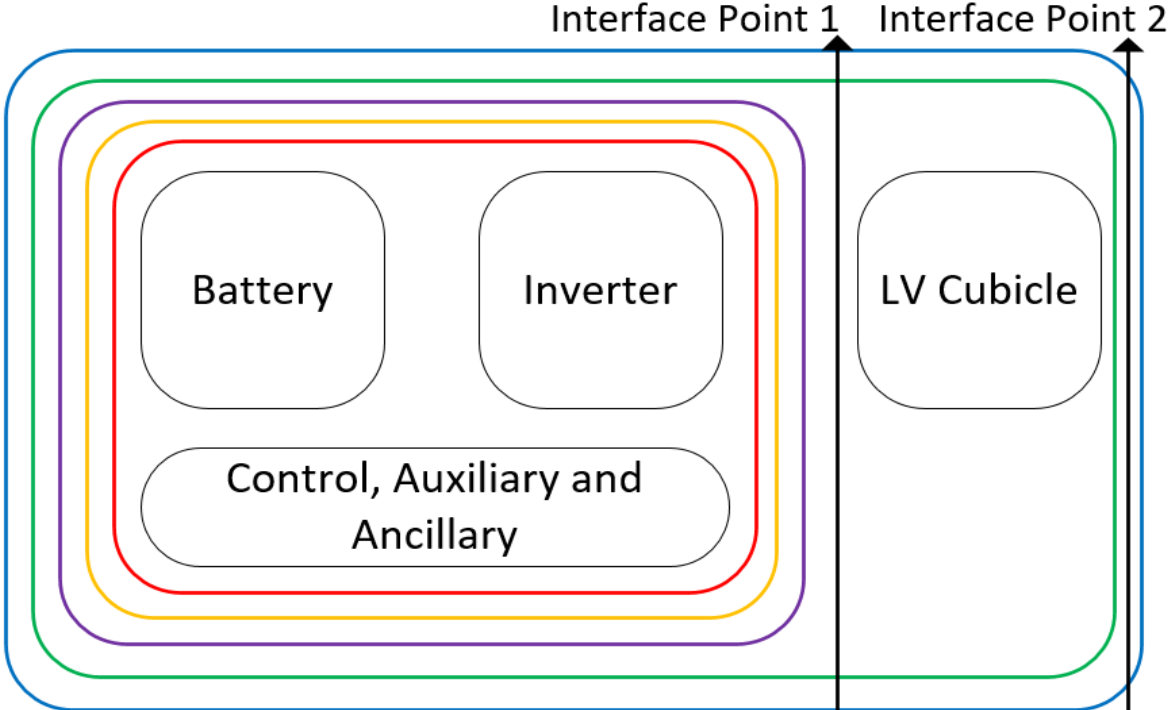 Interface Point 1
Interface Point 2
Battery
Inverter
LV Cubicle
Control, Auxiliary and
Ancillary